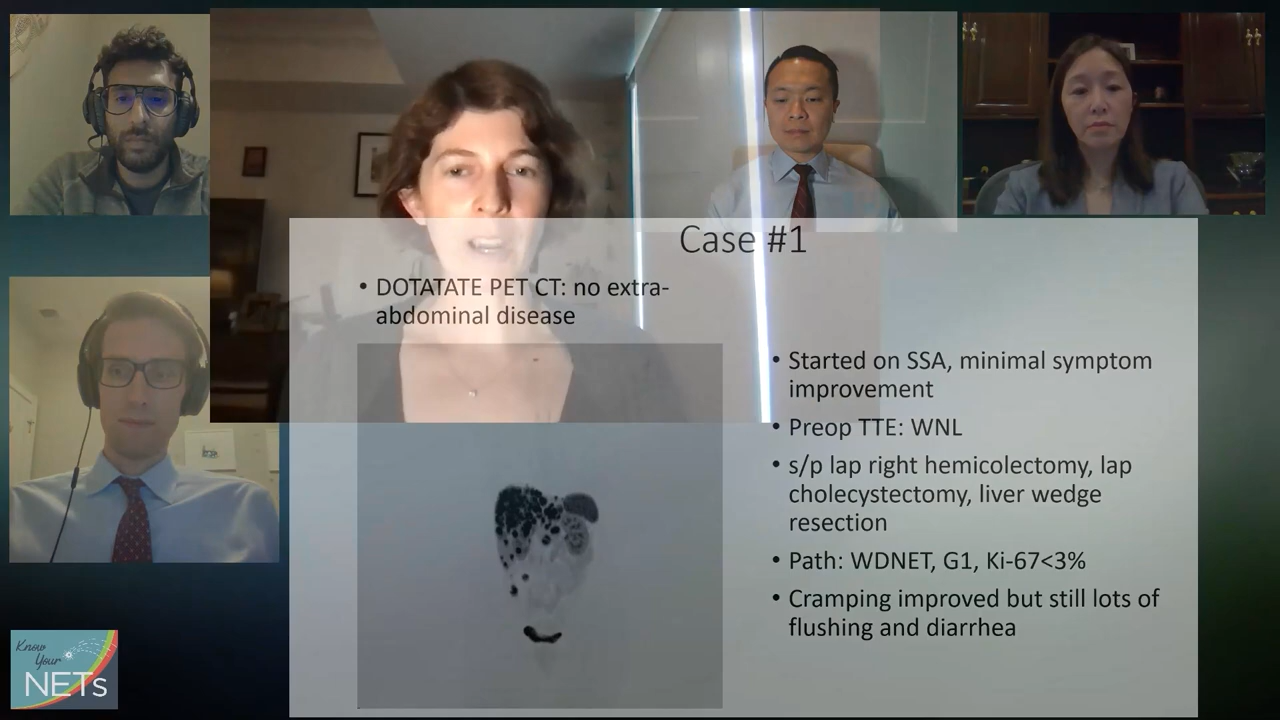 Case #1
• DOTATATE PET CT: no extra-
abdominal disease
• Started on SSA, minimal symptom
improvement
• Preop TTE: WNL
• s/p lap right hemicolectomy, lap
cholecystectomy, liver wedge
resection
• Path: WDNET, G1, Ki-67<3%
• Cramping improved but still lots of
flushing and diarrhea
Know
Your
NETs